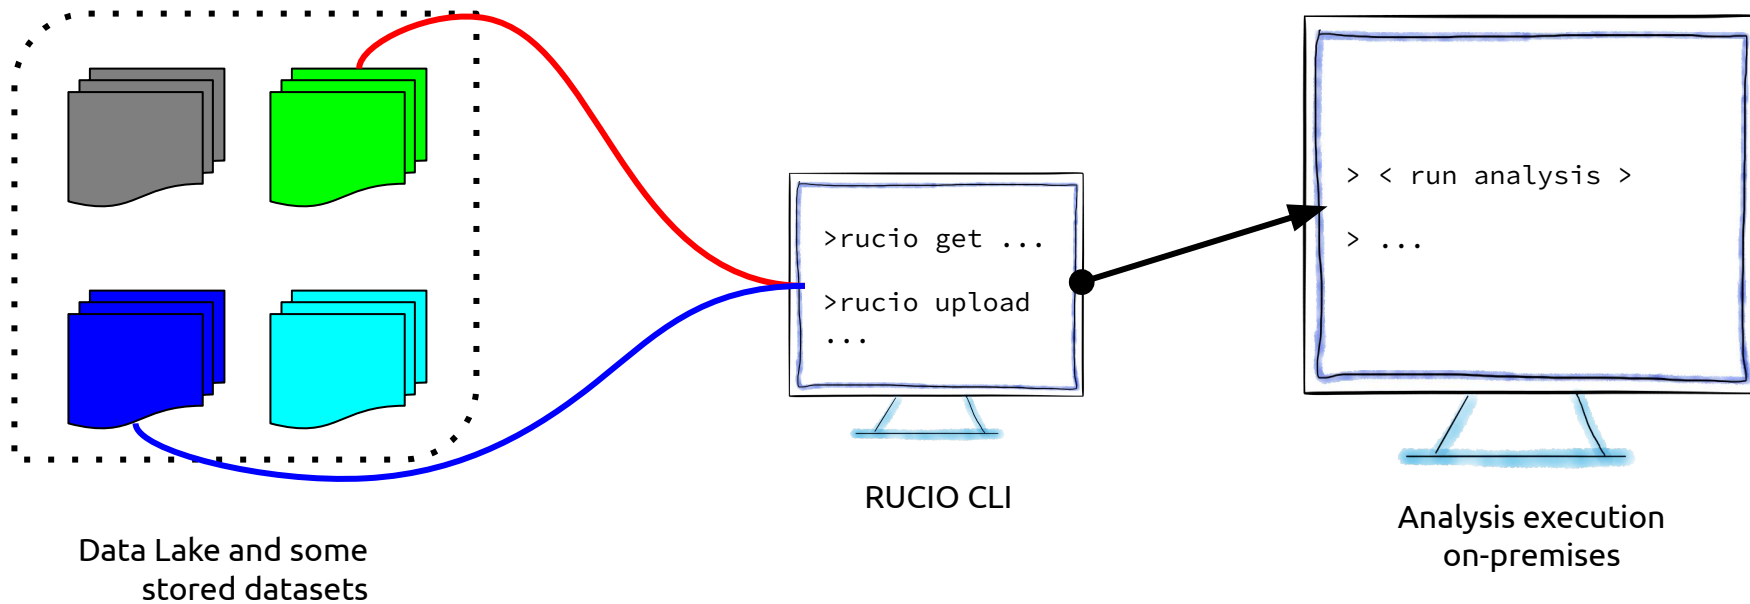 >rucio get ...
>rucio upload
...
> < run analysis >
> ...
RUCIO CLI
Analysis execution
on-premises
Data Lake and some
stored datasets